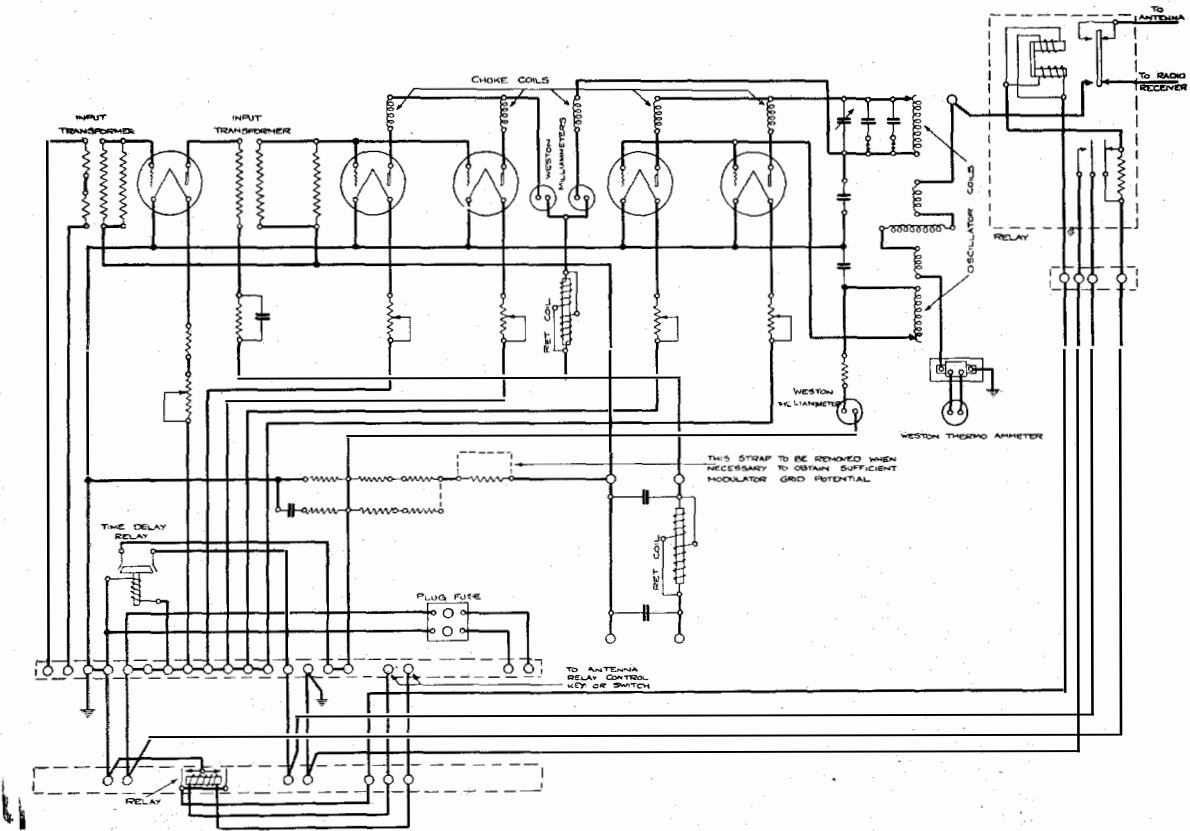 TO
ANTENNA
TO RADIO
RECEIVER
CHOKE COILS
INPUT
TRANSFORMER
INPUT
TRANSFORMER
WESTON
MILLIAMMETERS
OSCILLATOR COILS
RELAY
RET COIL
WESTON
MILLIAMMETER
WESTON THERMO AMMETER
THIS STRAP TO BE REMOVED WHEN
NECESSARY TO OBTAIN SUFFICIENT
MODULATOR GRID POTENTIAL
TIME DELAY
RELAY
RET COIL
PLUG FUSE
TO ANTENNA
RELAY CONTROL
KEY OR SWITCH
RELAY